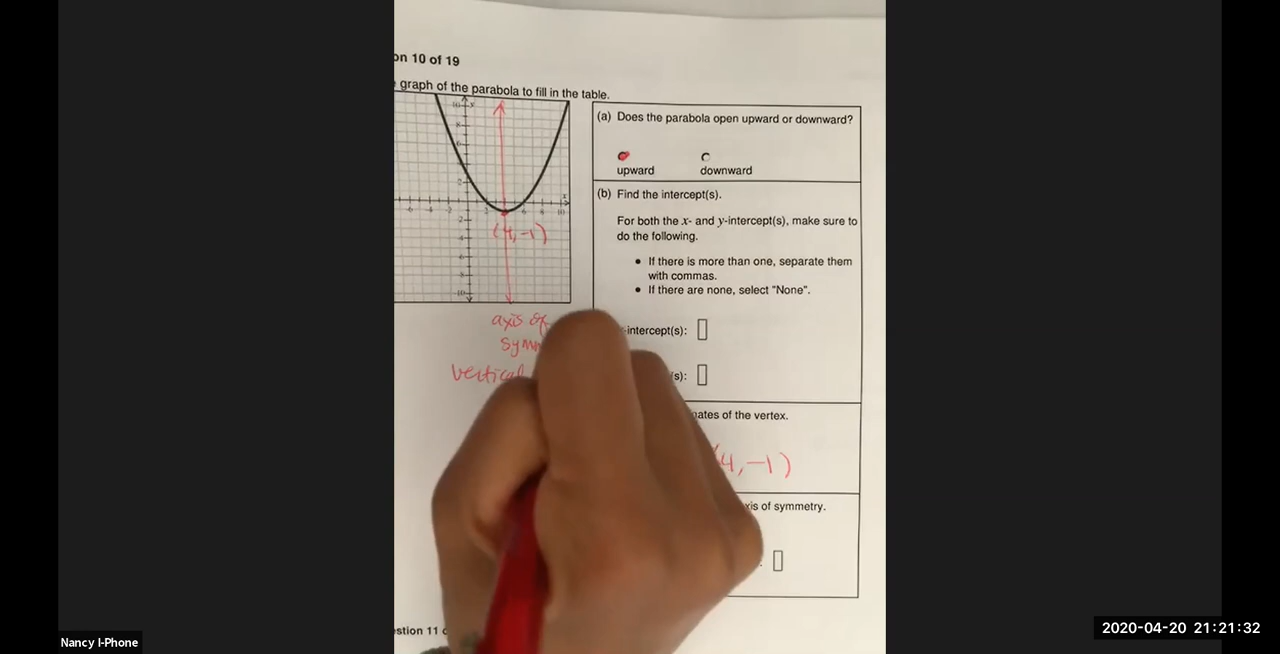 on 10 of 19
graph of the parabola to fill in the table.
(a) Does the parabola open upward or downward?
upward downward
(b) Find the intercept(s).
For both the x- and y-intercept(s), make sure to
do the following.
• If there is more than one, separate them
with commas.
• If there are none, select "None".
(4,-1)
axis of
-intercept(s):
symm
vertical
s):
nates of the vertex.
(4,-1)
xis of symmetry.
stion 11
Nancy I-Phone
2020-04-20 21:21:32